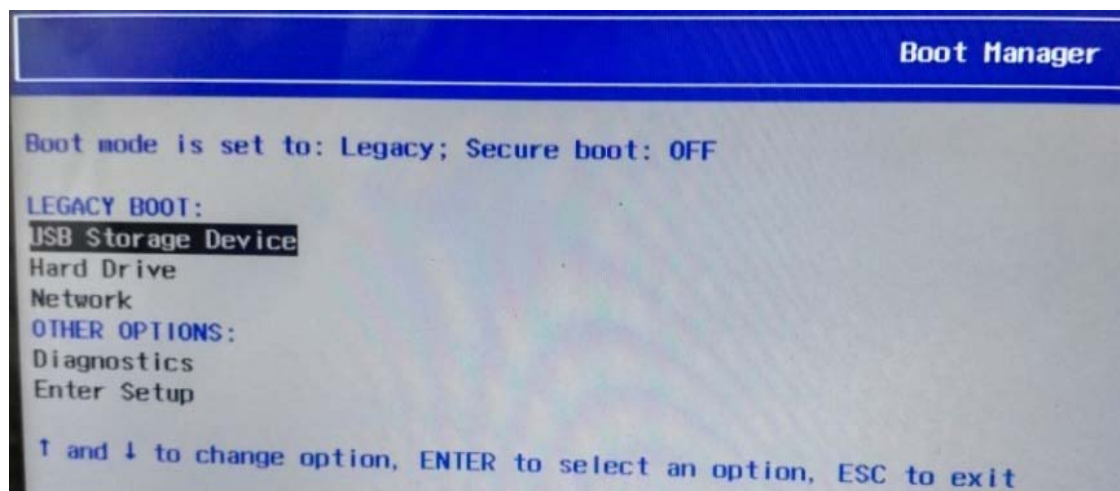 Boot Manager
Boot mode is set to: Legacy; Secure boot: OFF
LEGACY BOOT:
USB Storage Device
Hard Drive
Network
OTHER OPTIONS:
Diagnostics
Enter Setup
↑ and ↓ to change option, ENTER to select an option, ESC to exit